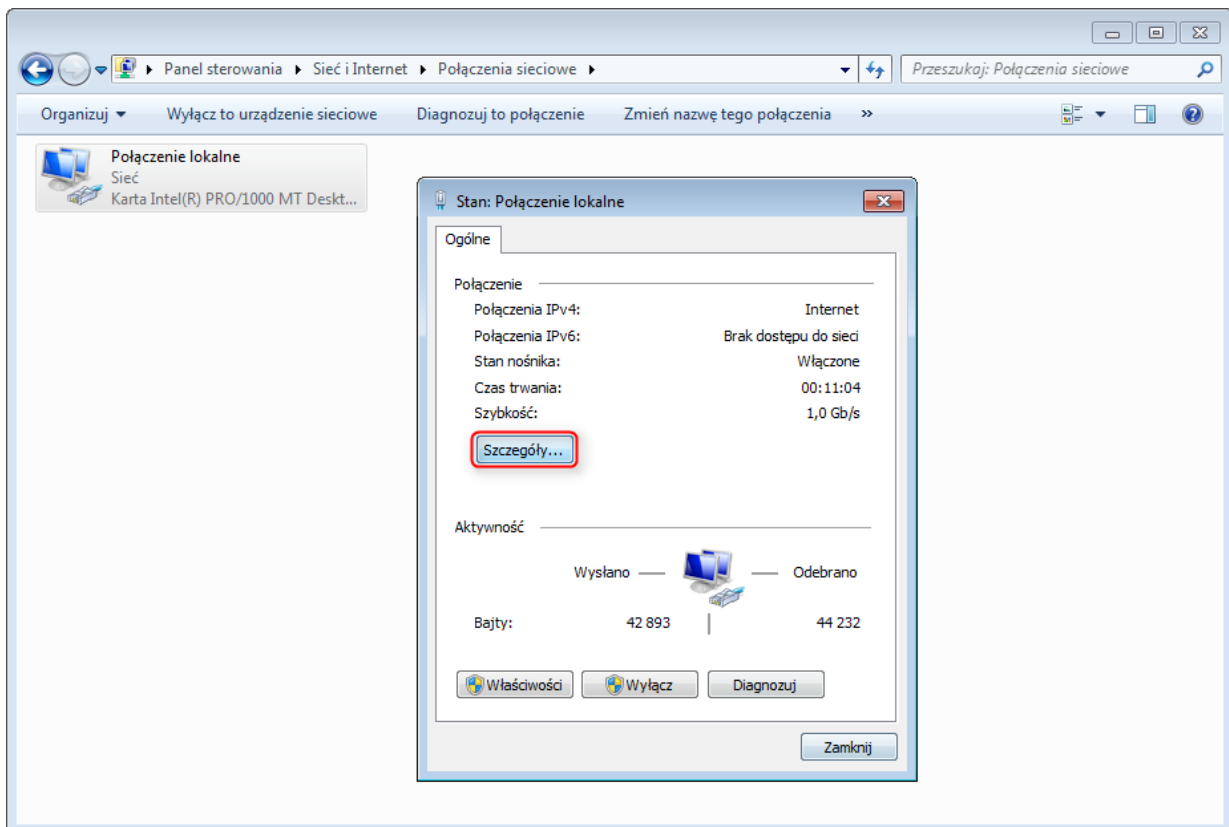 Panel sterowania Sieć i Internet Połączenia sieciowe
Przeszukaj: Połączenia sieciowe
Organizuj Wyłącz to urządzenie sieciowe Diagnozuj to połączenie Zmień nazwę tego połączenia »
Połączenie lokalne
Sieć
Karta Intel(R) PRO/1000 MT Deskt...
Stan: Połączenie lokalne
Ogólne
Połączenie
Połączenia IPv4: Internet
Połączenia IPv6: Brak dostępu do sieci
Stan nośnika: Włączone
Czas trwania: 00:11:04
Szybkość: 1,0 Gb/s
Szczegóły...
Aktywność
Wysłano Odebrano
Bajty: 42 893 44 232
Właściwości Wyłącz Diagnozuj
Zamknij